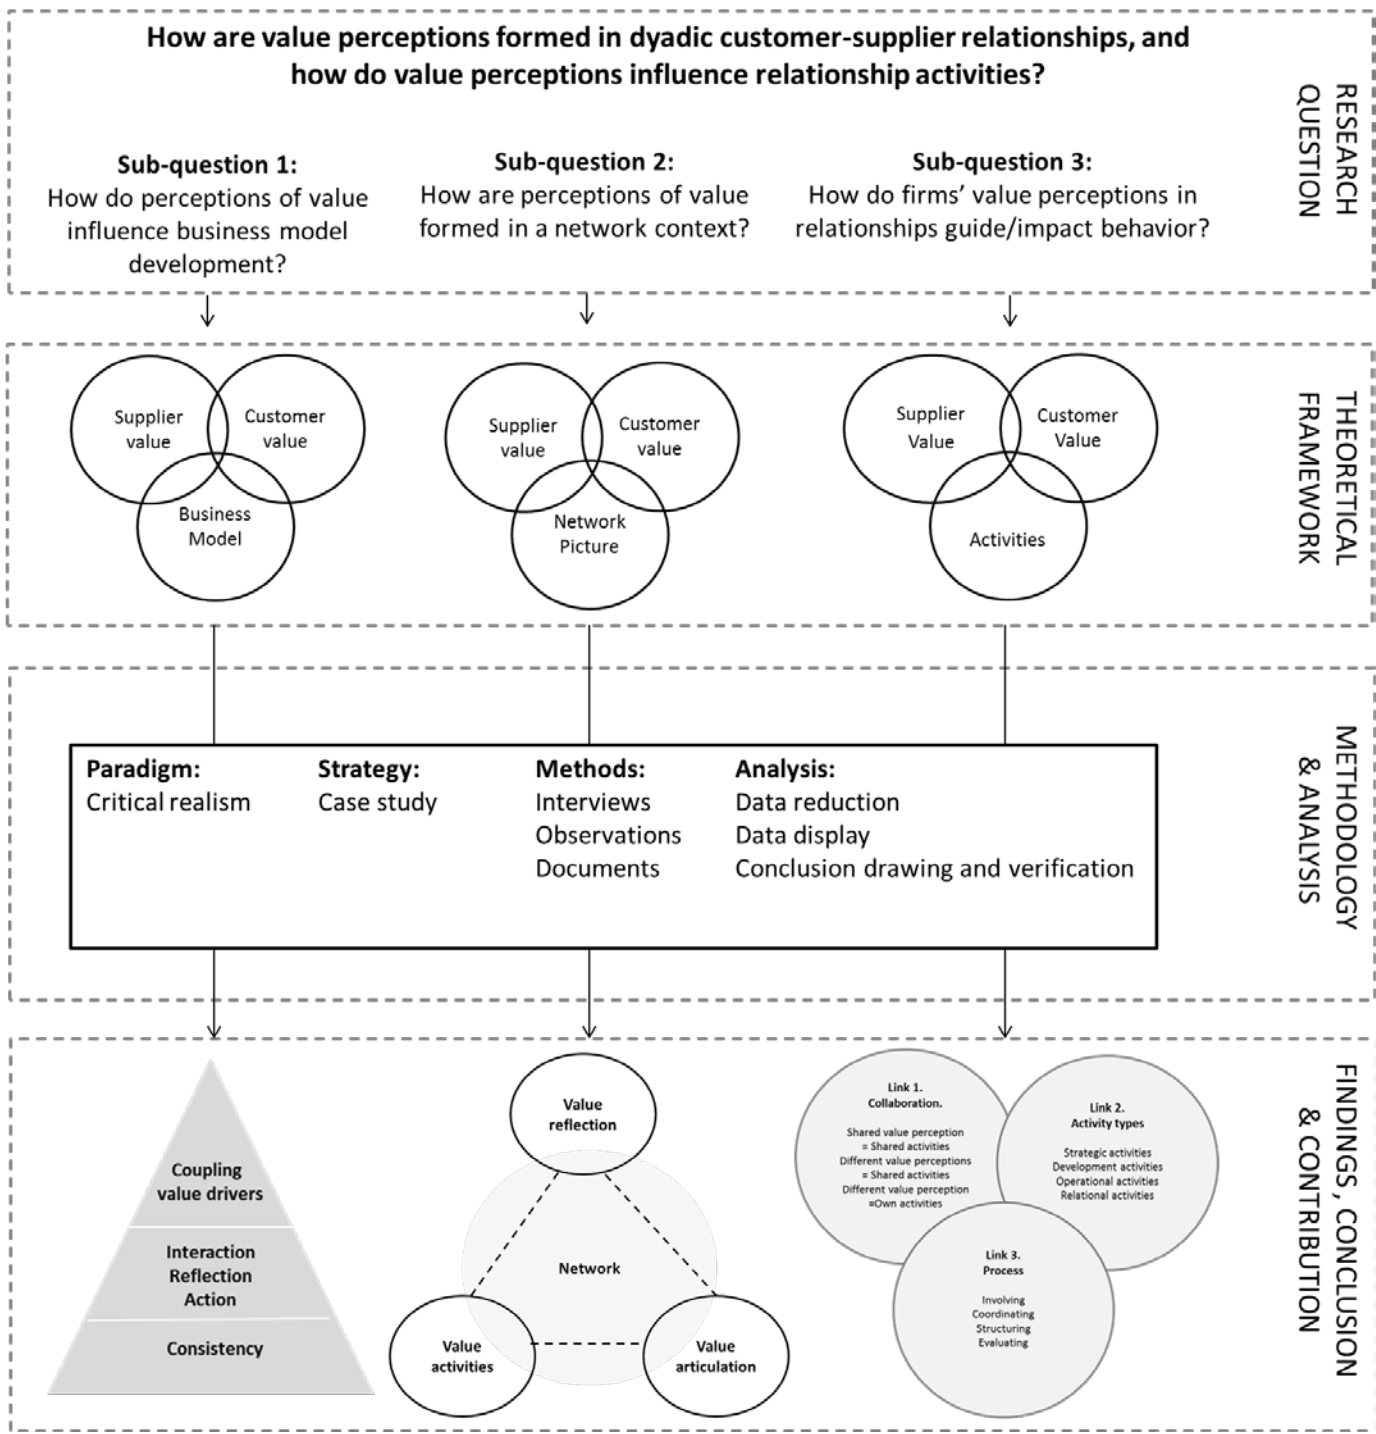 How are value perceptions formed in dyadic customer-supplier relationships, and
how do value perceptions influence relationship activities?
RESEARCH
QUESTION
Sub-question 1:
How do perceptions of value
influence business model
development?
Sub-question 2:
How are perceptions of value
formed in a network context?
Sub-question 3:
How do firms’ value perceptions in
relationships guide/impact behavior?
THEORETICAL
FRAMEWORK
Supplier
value
Customer
value
Business
Model
Supplier
value
Customer
value
Network
Picture
Supplier
Value
Customer
Value
Activities
METHODOLOGY
& ANALYSIS
Paradigm:
Critical realism
Strategy:
Case study
Methods:
Interviews
Observations
Documents
Analysis:
Data reduction
Data display
Conclusion drawing and verification
FINDINGS, CONCLUSION
& CONTRIBUTION
Coupling
value drivers
Interaction
Reflection
Action
Consistency
Value
reflection
Network
Value
activities
Value
articulation
Link 1.
Collaboration.
Shared value perception
= Shared activities
Different value perceptions
= Shared activities
Different value perception
=Own activities
Link 2.
Activity types
Strategic activities
Development activities
Operational activities
Relational activities
Link 3.
Process
Involving
Coordinating
Structuring
Evaluating